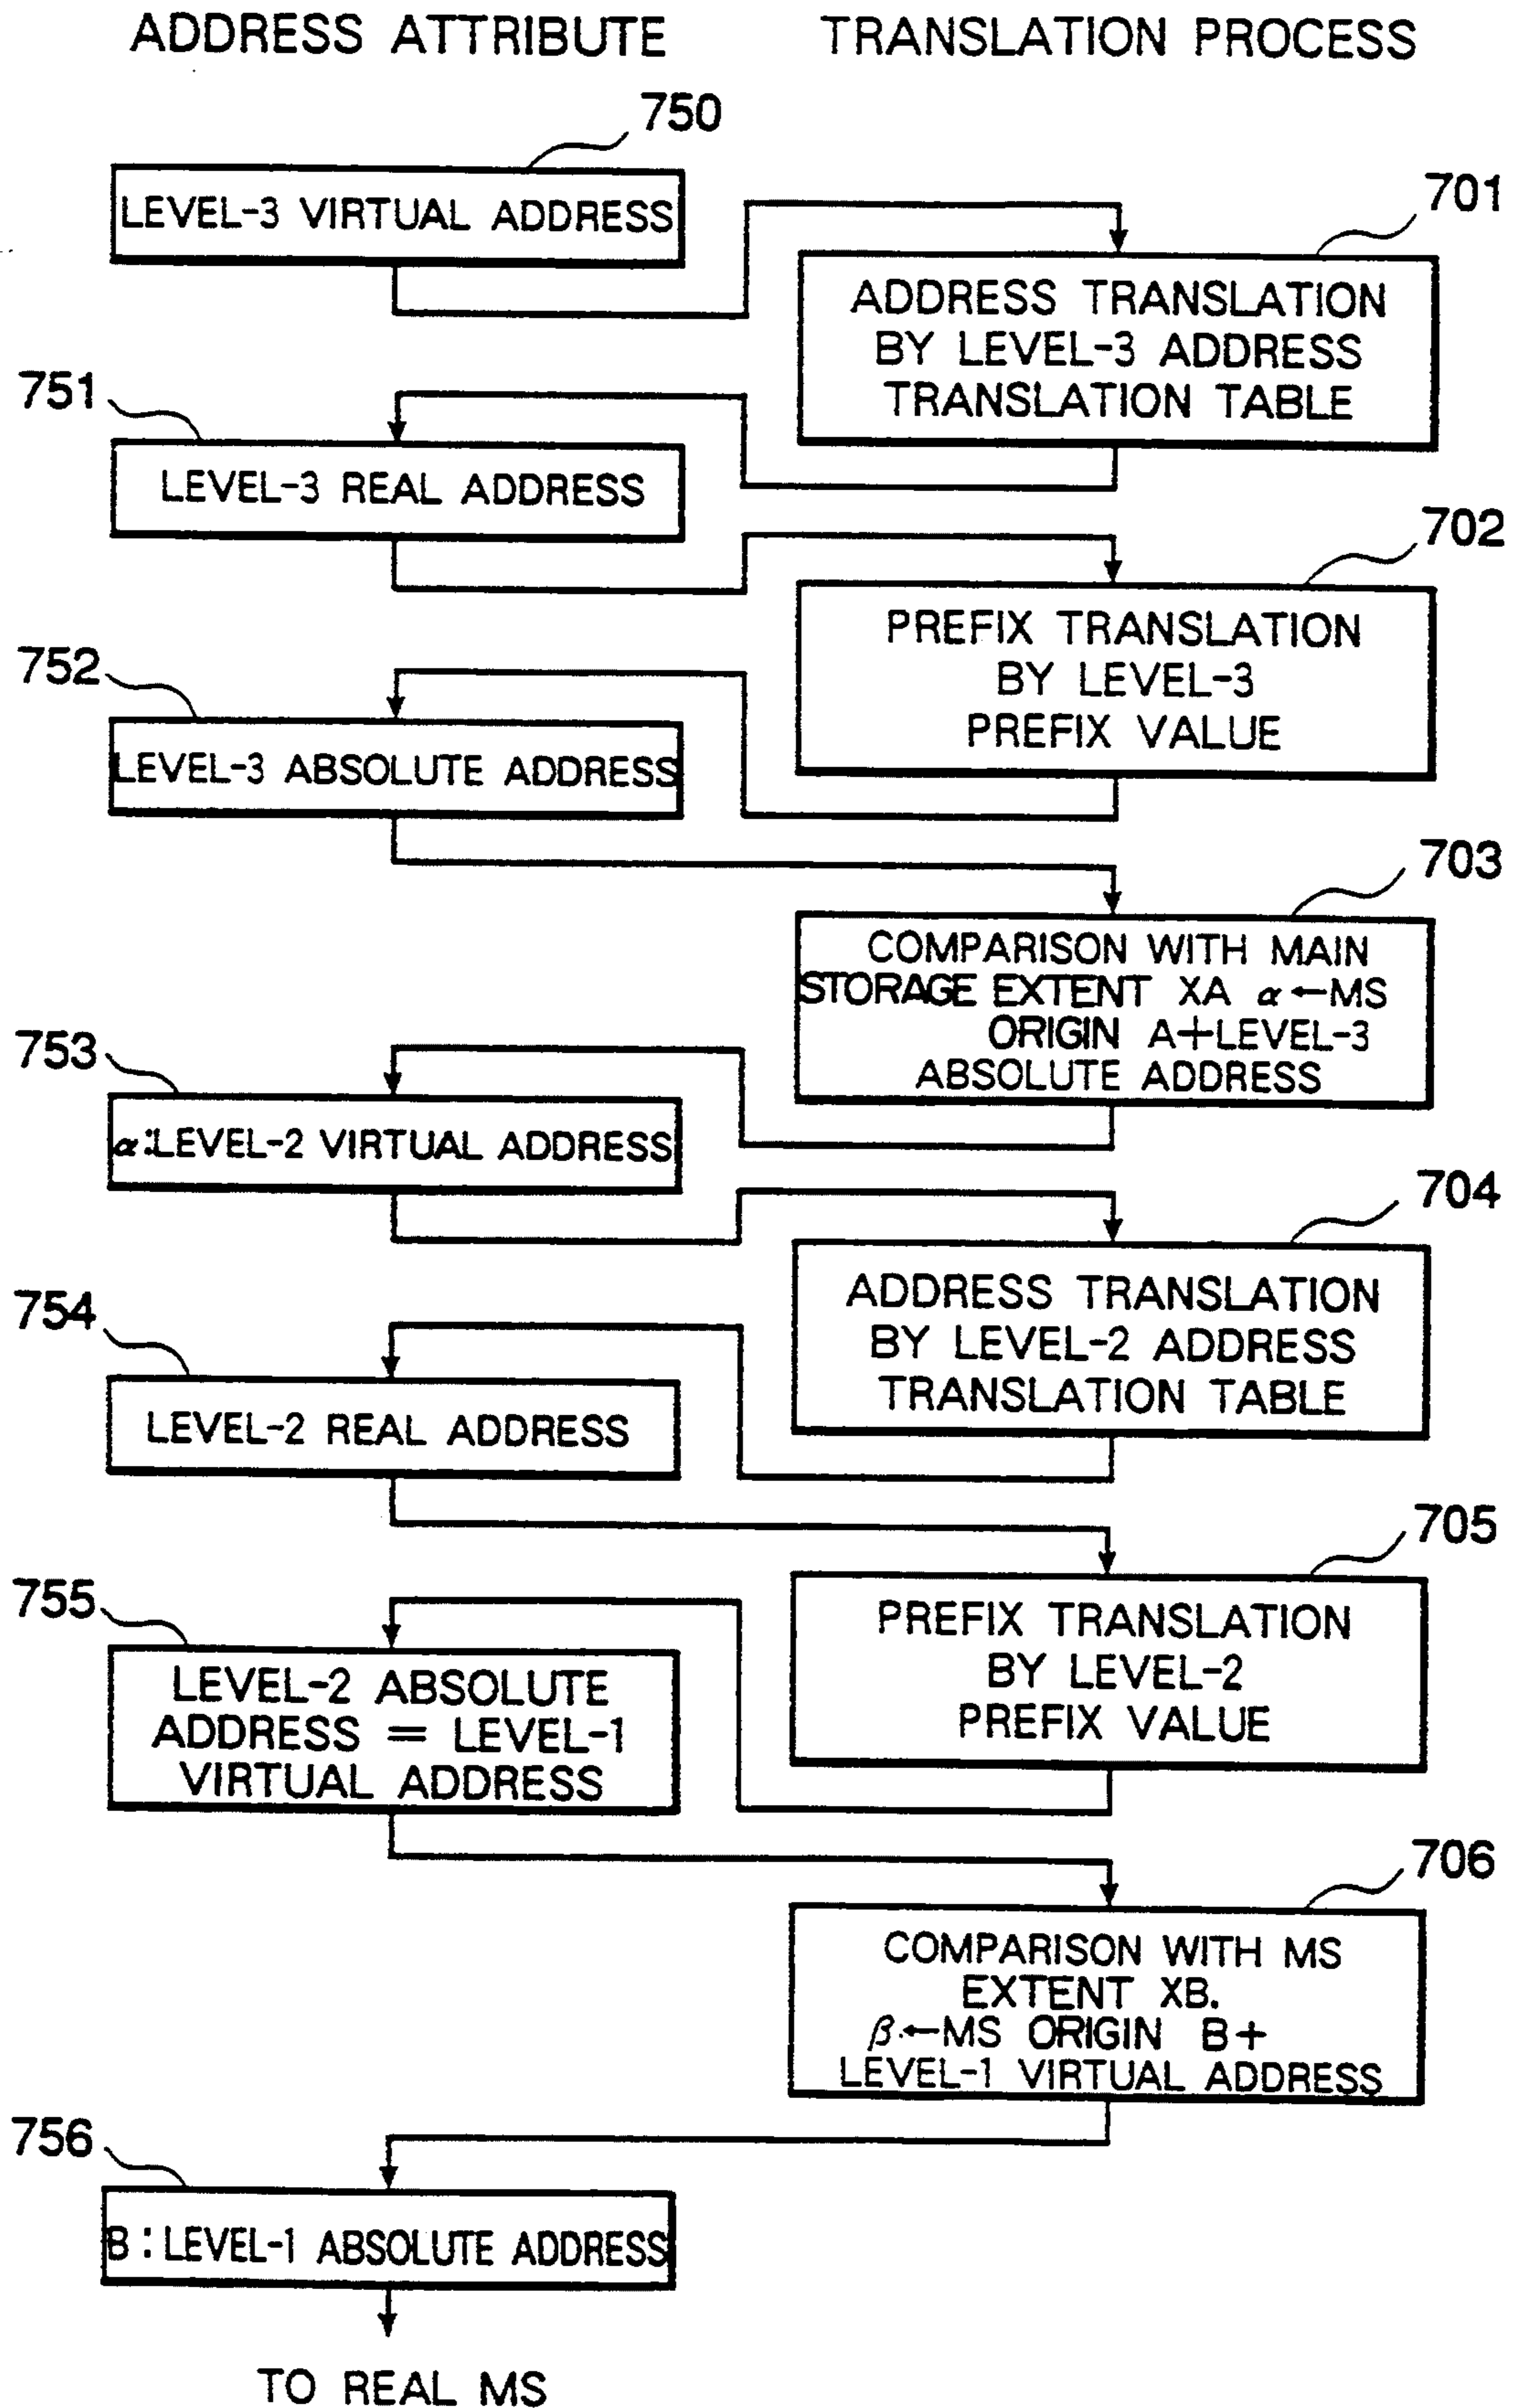 ADDRESS ATTRIBUTE
TRANSLATION PROCESS
750
LEVEL-3 VIRTUAL ADDRESS
701
ADDRESS TRANSLATION
BY LEVEL-3 ADDRESS
TRANSLATION TABLE
751
LEVEL-3 REAL ADDRESS
702
PREFIX TRANSLATION
BY LEVEL-3
PREFIX VALUE
752
LEVEL-3 ABSOLUTE ADDRESS
703
COMPARISON WITH MAIN
STORAGE EXTENT XA α←MS
ORIGIN A+LEVEL-3
ABSOLUTE ADDRESS
753
α:LEVEL-2 VIRTUAL ADDRESS
704
ADDRESS TRANSLATION
BY LEVEL-2 ADDRESS
TRANSLATION TABLE
754
LEVEL-2 REAL ADDRESS
705
PREFIX TRANSLATION
BY LEVEL-2
PREFIX VALUE
755
LEVEL-2 ABSOLUTE
ADDRESS = LEVEL-1
VIRTUAL ADDRESS
706
COMPARISON WITH MS
EXTENT XB.
β.←MS ORIGIN B+
LEVEL-1 VIRTUAL ADDRESS
756
B:LEVEL-1 ABSOLUTE ADDRESS
TO REAL MS